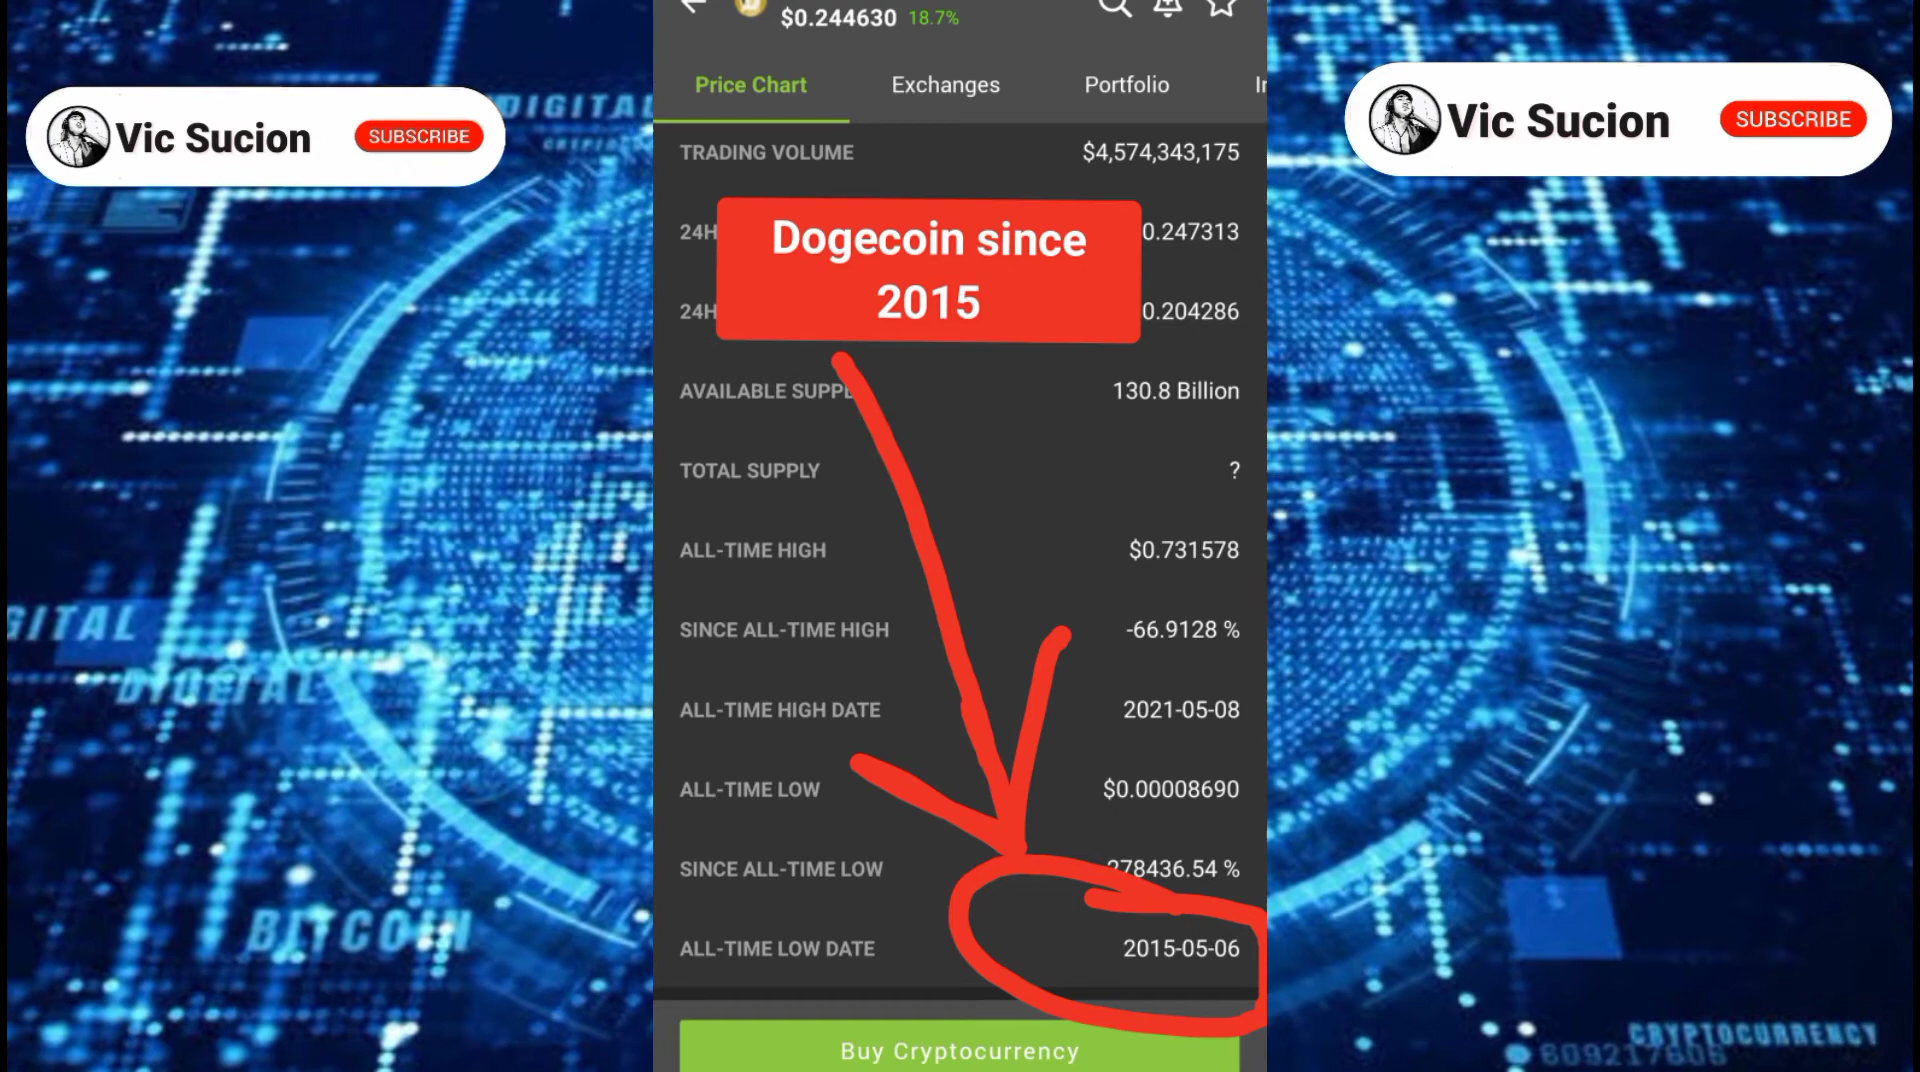 $0.244630 18.7%
Price Chart Exchanges Portfolio
Vic Sucion SUBSCRIBE
Vic Sucion SUBSCRIBE
DIGITAL
TRADING VOLUME $4,574,343,175
Dogecoin since
2015
24H 0.247313
24H 0.204286
AVAILABLE SUPPL 130.8 Billion
TOTAL SUPPLY ?
ALL-TIME HIGH $0.731578
SINCE ALL-TIME HIGH -66.9128 %
GITAL
DIGITAL
ALL-TIME HIGH DATE 2021-05-08
ALL-TIME LOW $0.00008690
SINCE ALL-TIME LOW 278436.54 %
BITCOIN
ALL-TIME LOW DATE 2015-05-06
Buy Cryptocurrency
CRYPTOCURRENCY